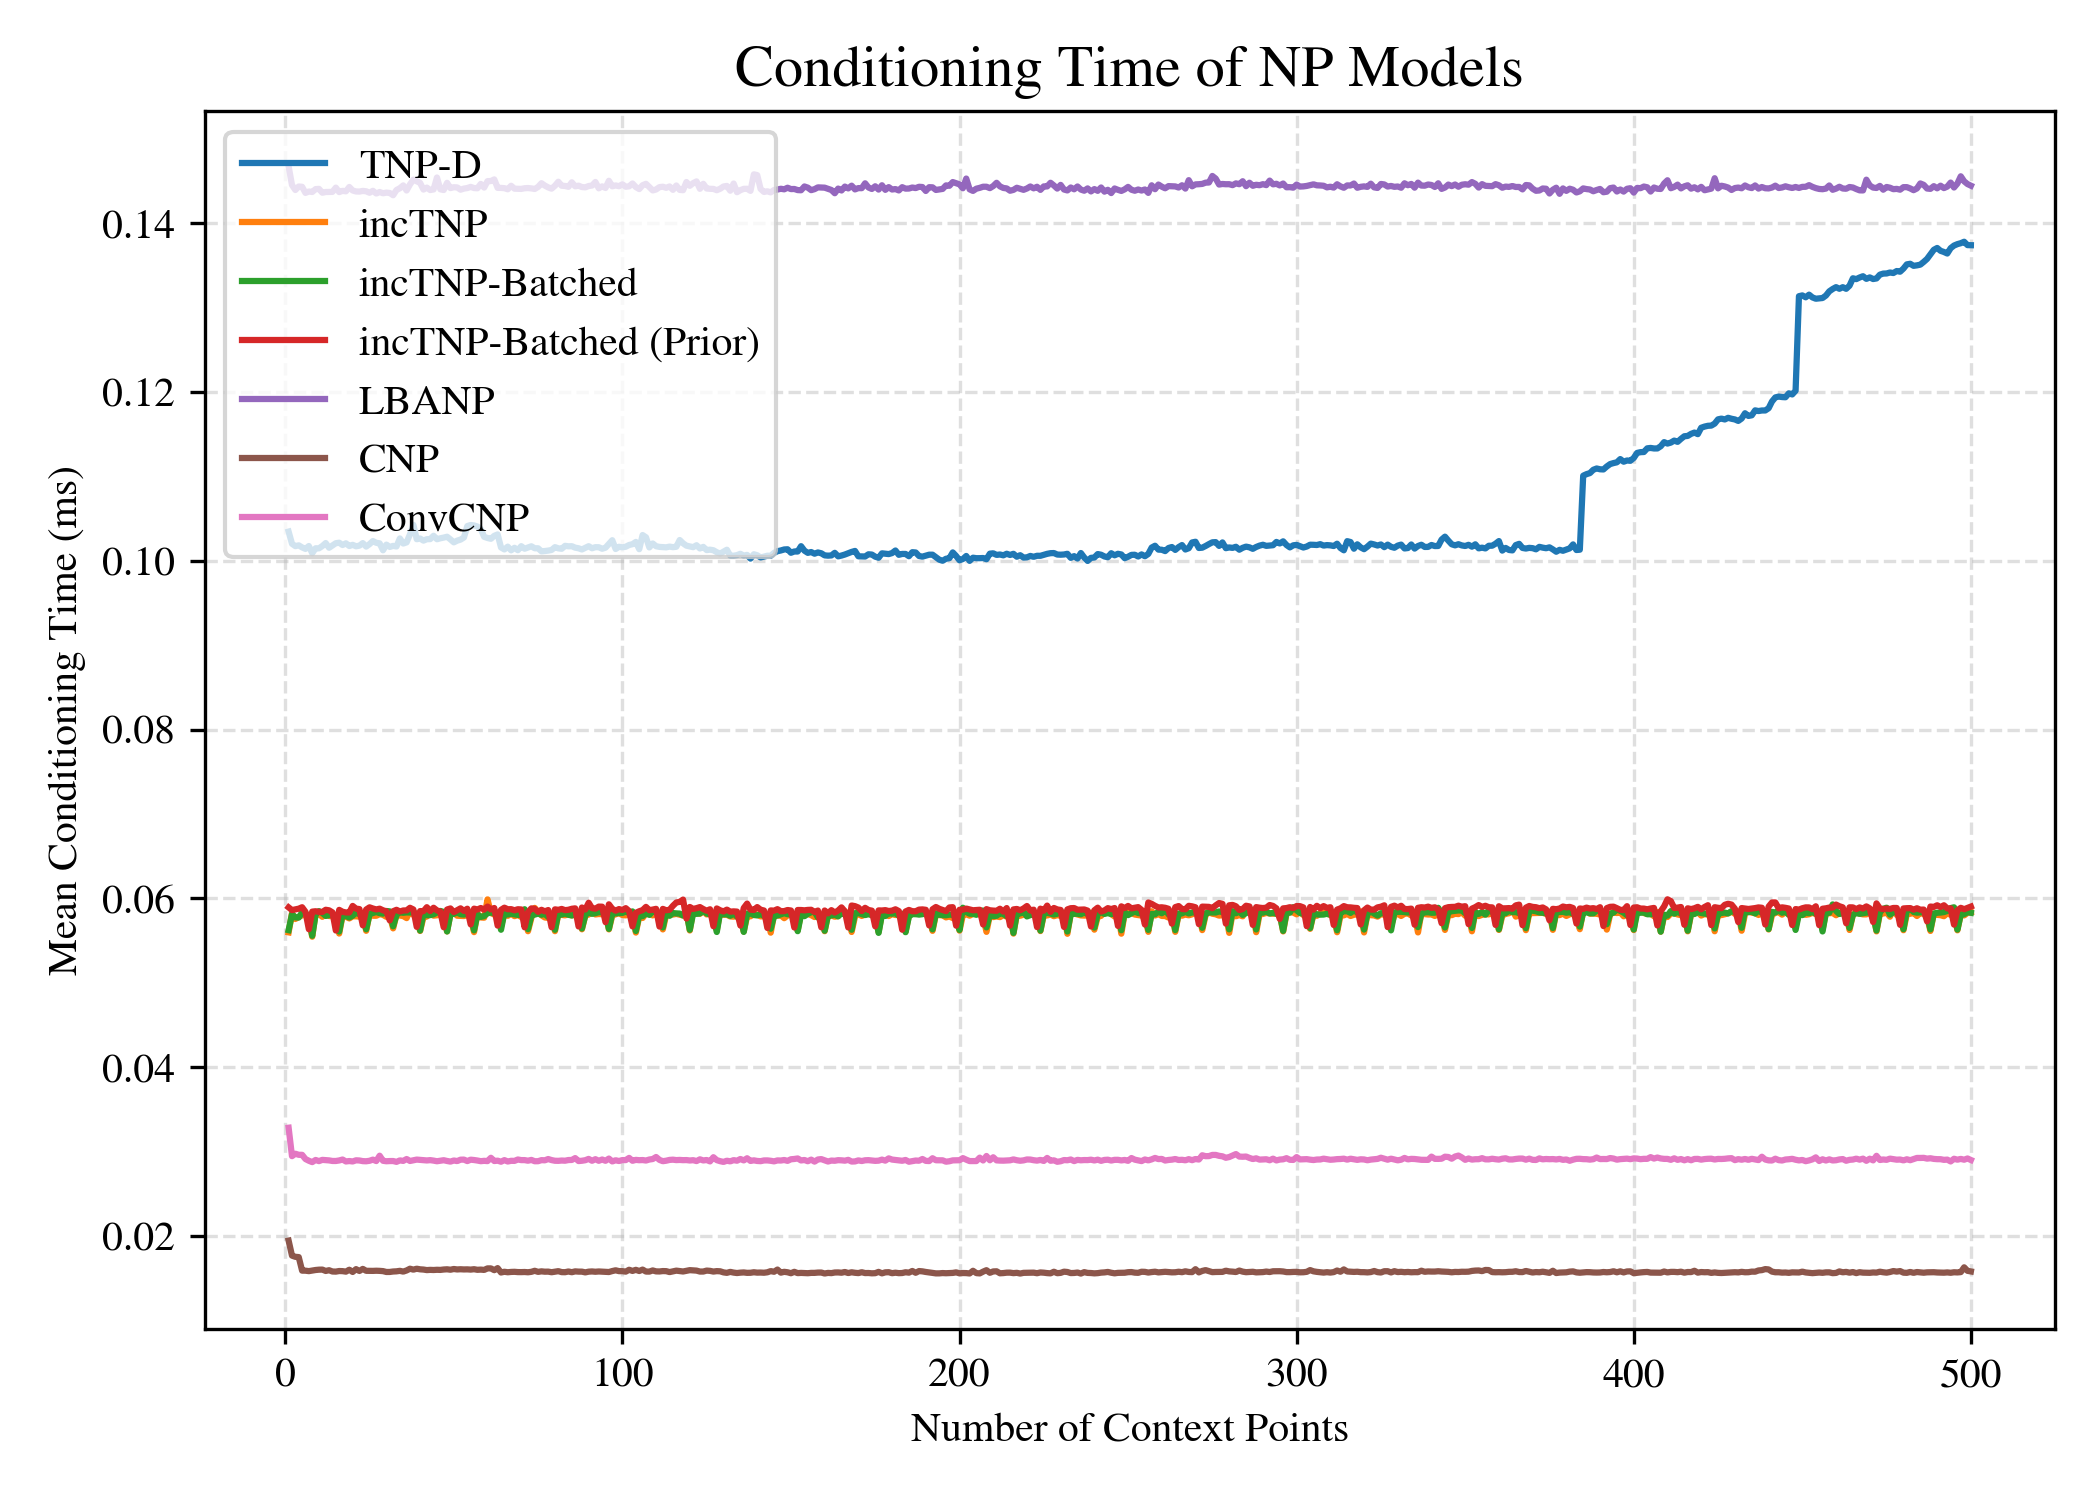 Conditioning Time of NP Models
TNP-D
incTNP
incTNP-Batched
incTNP-Batched (Prior)
LBANP
CNP
ConvCNP
Mean Conditioning Time (ms)
0.14
0.12
0.10
0.08
0.06
0.04
0.02
0 100 200 300 400 500
Number of Context Points